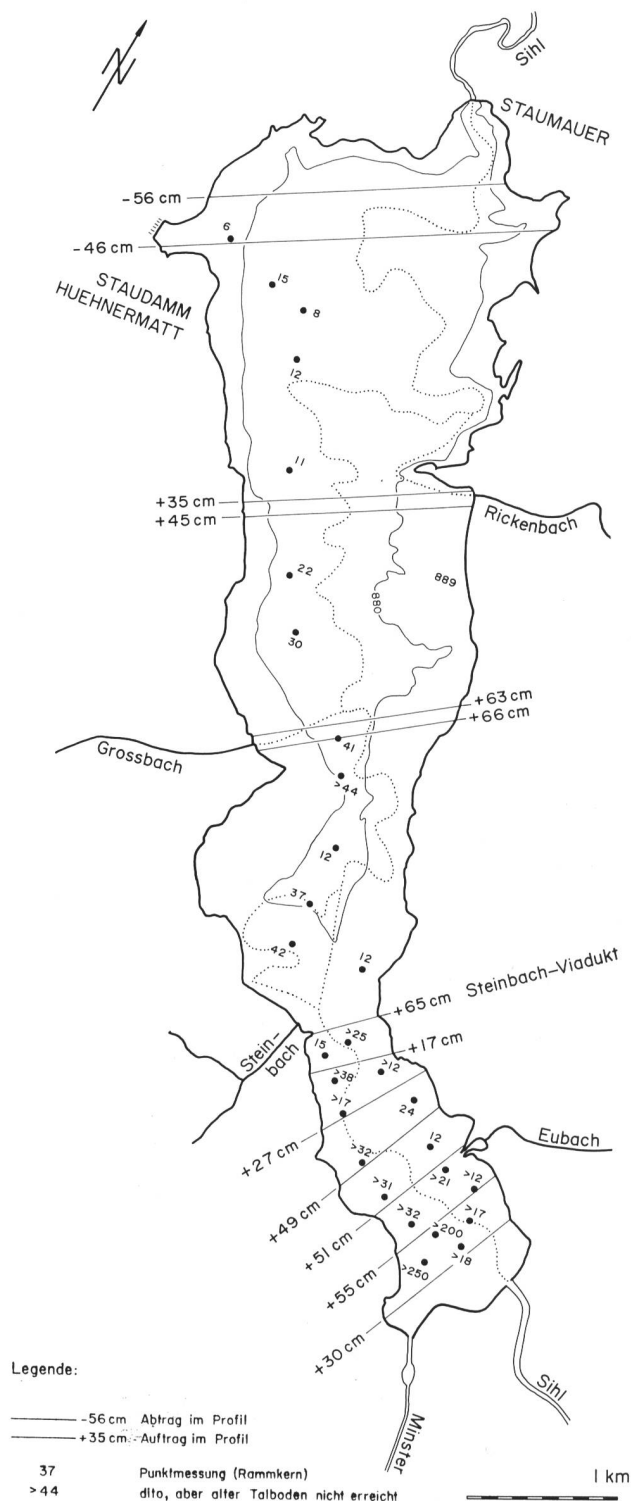 N
Sihl
STAUMAUER
-56 cm
-46 cm
6
STAUDAMM
HUEHNERMATT
15
8
12
11
+35 cm
+45 cm
Rickenbach
22
889
880
30
+63 cm
+66 cm
Grossbach
41
>44
12
37
42
12
Steinbach-Viadukt
+65 cm
Stein-
bach
>25
15
+17 cm
>38
>12
>17
24
+27 cm
12
Eubach
>32
>21
>12
+49 cm
>31
>17
>32
>200
+51 cm
>18
>250
+55 cm
+30 cm
Sihl
Minster
Legende:
-56 cm Abtrag im Profil
+35 cm Auftrag im Profil
37 Punktmessung (Rammkern)
>44 dito, aber alter Talboden nicht erreicht
1 km